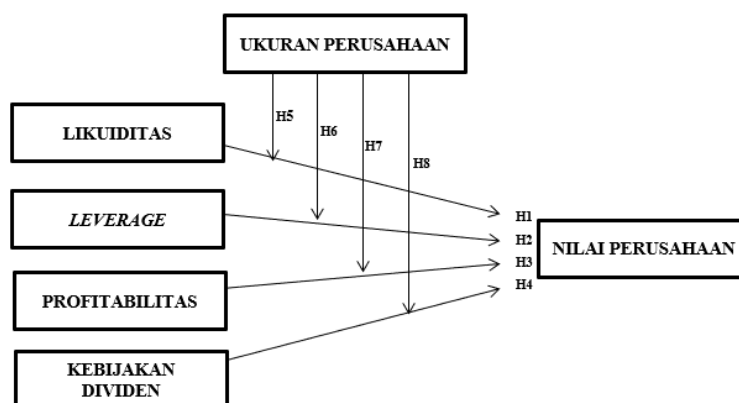 UKURAN PERUSAHAAN
H5
H6
H7
H8
LIKUIDITAS
LEVERAGE
PROFITABILITAS
KEBIJAKAN
DIVIDEN
H1
H2
H3
H4
NILAI PERUSAHAAN